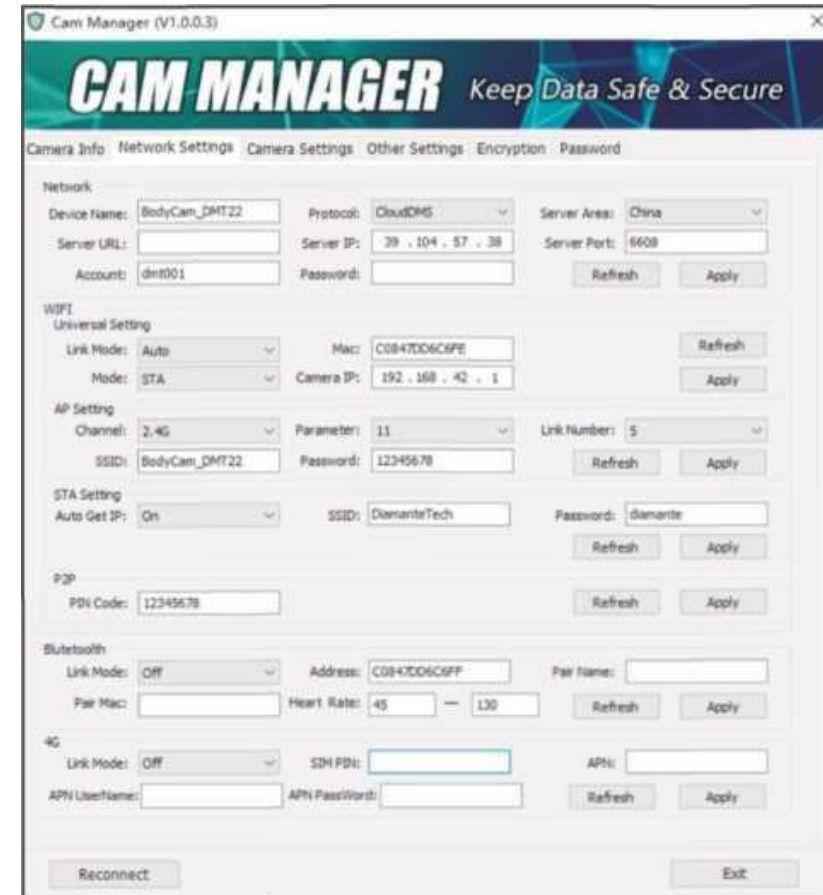 Cam Manager (V1.0.0.3)
CAM MANAGER Keep Data Safe & Secure
Camera Info Network Settings Camera Settings Other Settings Encryption Password
Network
Device Name: BodyCam_DMT22 Protocol: CloudDMS Server Area: China
Server URL: Server IP: 39 . 104 . 57 . 38 Server Port: 6608
Account: dmt001 Password: Refresh Apply
WIFI
Universal Setting
Link Mode: Auto Mac: C0847DD6C6FE Refresh
Mode: STA Camera IP: 192 . 168 . 42 . 1 Apply
AP Setting
Channel: 2.4G Parameter: 11 Link Number: 5
SSID: BodyCam_DMT22 Password: 12345678 Refresh Apply
STA Setting
Auto Get IP: On SSID: DiamanteTech Password: diamante
Refresh Apply
P2P
PIN Code: 12345678 Refresh Apply
Blutetoolth
Link Mode: Off Address: C0847DD6C6FF Pair Name:
Pair Mac: Heart Rate: 45 — 130 Refresh Apply
4G
Link Mode: Off SIM PIN: APN:
APN UserName: APN PassWord: Refresh Apply
Reconnect Exit